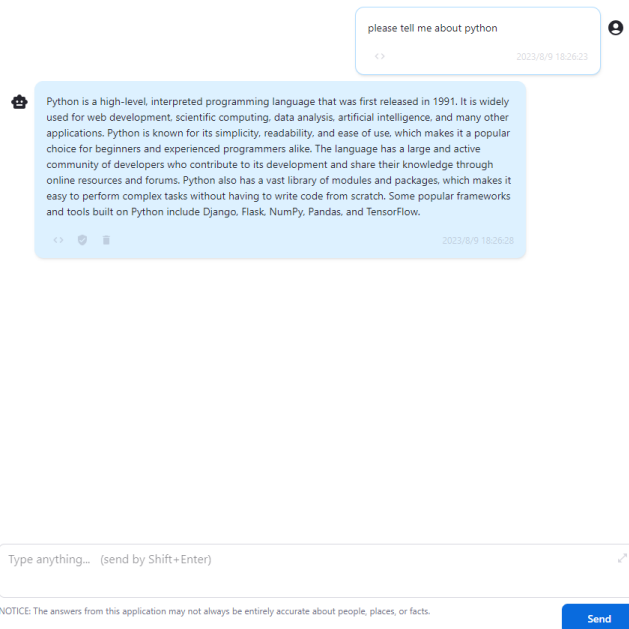 please tell me about python
2023/8/9 18:26:23
Python is a high-level, interpreted programming language that was first released in 1991. It is widely
used for web development, scientific computing, data analysis, artificial intelligence, and many other
applications. Python is known for its simplicity, readability, and ease of use, which makes it a popular
choice for beginners and experienced programmers alike. The language has a large and active
community of developers who contribute to its development and share their knowledge through
online resources and forums. Python also has a vast library of modules and packages, which makes it
easy to perform complex tasks without having to write code from scratch. Some popular frameworks
and tools built on Python include Django, Flask, NumPy, Pandas, and TensorFlow.
2023/8/9 18:26:28
Type anything... (send by Shift+Enter)
NOTICE: The answers from this application may not always be entirely accurate about people, places, or facts.
Send